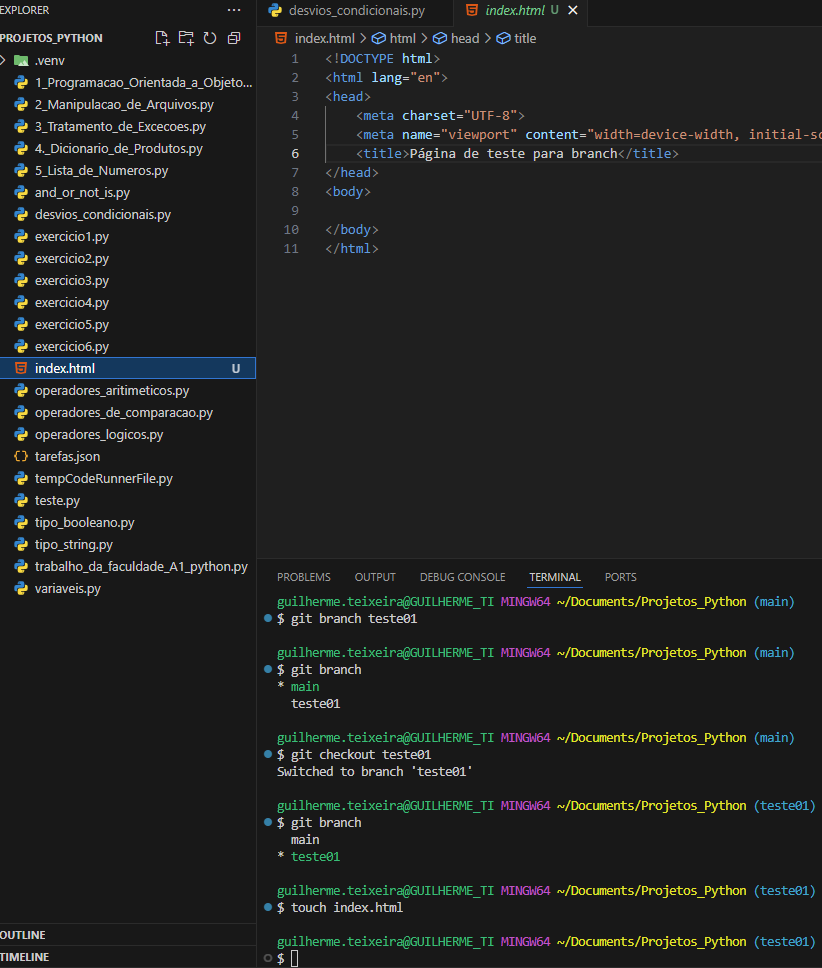 EXPLORER
PROJETOS_PYTHON
.venv
1_Programacao_Orientada_a_Objeto...
2_Manipulacao_de_Arquivos.py
3_Tratamento_de_Excecoes.py
4._Dicionario_de_Produtos.py
5_Lista_de_Numeros.py
and_or_not_is.py
desvios_condicionais.py
exercicio1.py
exercicio2.py
exercicio3.py
exercicio4.py
exercicio5.py
exercicio6.py
index.html U
operadores_aritimeticos.py
operadores_de_comparacao.py
operadores_logicos.py
tarefas.json
tempCodeRunnerFile.py
teste.py
tipo_booleano.py
tipo_string.py
trabalho_da_faculdade_A1_python.py
variaveis.py
OUTLINE
TIMELINE
desvios_condicionais.py index.html U
index.html > html > head > title
1 <!DOCTYPE html>
2 <html lang="en">
3 <head>
4 <meta charset="UTF-8">
5 <meta name="viewport" content="width=device-width, initial-sc
6 <title>Página de teste para branch</title>
7 </head>
8 <body>
9
10 </body>
11 </html>
PROBLEMS OUTPUT DEBUG CONSOLE TERMINAL PORTS
guilherme.teixeira@GUILHERME_TI MINGW64 ~/Documents/Projetos_Python (main)
$ git branch teste01
guilherme.teixeira@GUILHERME_TI MINGW64 ~/Documents/Projetos_Python (main)
$ git branch
* main
teste01
guilherme.teixeira@GUILHERME_TI MINGW64 ~/Documents/Projetos_Python (main)
$ git checkout teste01
Switched to branch 'teste01'
guilherme.teixeira@GUILHERME_TI MINGW64 ~/Documents/Projetos_Python (teste01)
$ git branch
main
* teste01
guilherme.teixeira@GUILHERME_TI MINGW64 ~/Documents/Projetos_Python (teste01)
$ touch index.html
guilherme.teixeira@GUILHERME_TI MINGW64 ~/Documents/Projetos_Python (teste01)
$